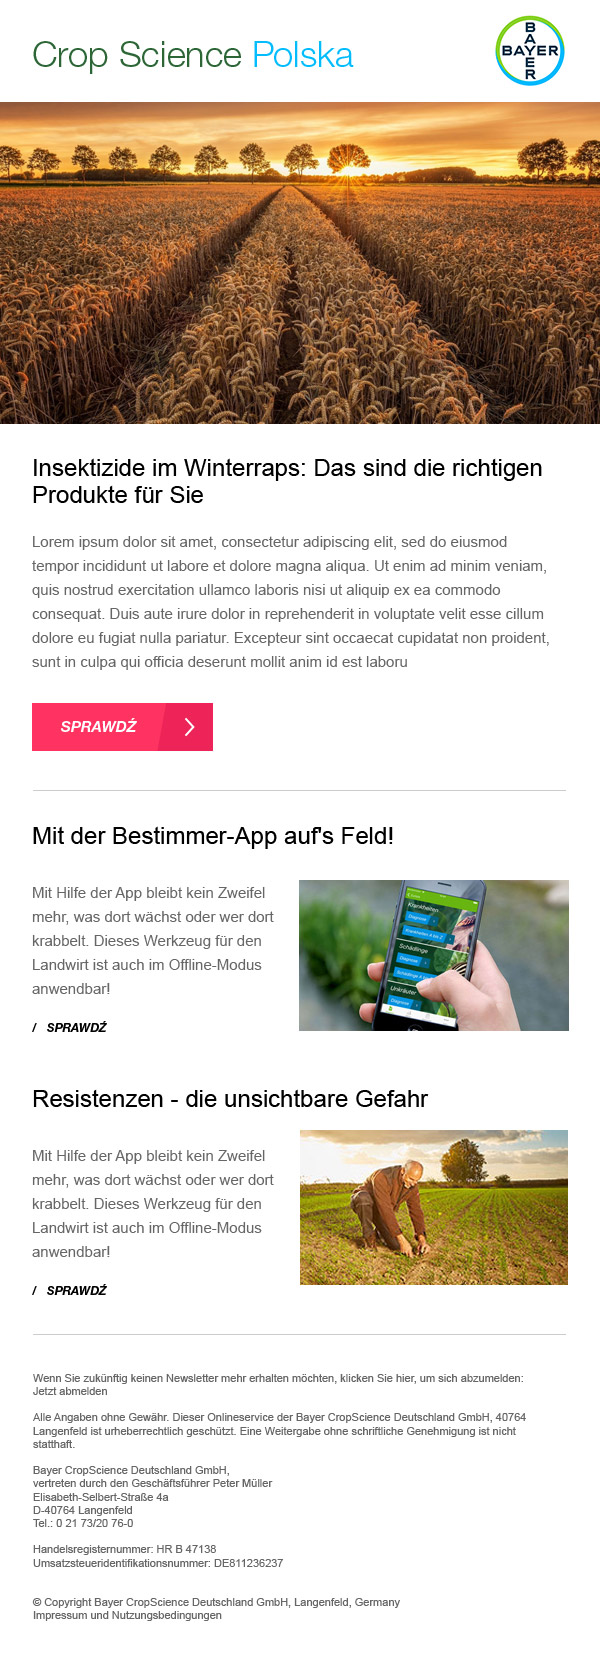 Crop Science Polska
BAYER
BAYER
Insektizide im Winterraps: Das sind die richtigen
Produkte für Sie
Lorem ipsum dolor sit amet, consectetur adipiscing elit, sed do eiusmod
tempor incididunt ut labore et dolore magna aliqua. Ut enim ad minim veniam,
quis nostrud exercitation ullamco laboris nisi ut aliquip ex ea commodo
consequat. Duis aute irure dolor in reprehenderit in voluptate velit esse cillum
dolore eu fugiat nulla pariatur. Excepteur sint occaecat cupidatat non proident,
sunt in culpa qui officia deserunt mollit anim id est laboru
SPRAWDŹ
Mit der Bestimmer-App auf's Feld!
Mit Hilfe der App bleibt kein Zweifel
mehr, was dort wächst oder wer dort
krabbelt. Dieses Werkzeug für den
Landwirt ist auch im Offline-Modus
anwendbar!
/ SPRAWDŹ
Krankheiten
Diagnose
Krankheiten A bis Z
Schädlinge
Diagnose
Schädlinge A
Unkräuter
Diagnose
Resistenzen - die unsichtbare Gefahr
Mit Hilfe der App bleibt kein Zweifel
mehr, was dort wächst oder wer dort
krabbelt. Dieses Werkzeug für den
Landwirt ist auch im Offline-Modus
anwendbar!
/ SPRAWDŹ
Wenn Sie zukünftig keinen Newsletter mehr erhalten möchten, klicken Sie hier, um sich abzumelden:
Jetzt abmelden
Alle Angaben ohne Gewähr. Dieser Onlineservice der Bayer CropScience Deutschland GmbH, 40764
Langenfeld ist urheberrechtlich geschützt. Eine Weitergabe ohne schriftliche Genehmigung ist nicht
statthaft.
Bayer CropScience Deutschland GmbH,
vertreten durch den Geschäftsführer Peter Müller
Elisabeth-Selbert-Straße 4a
D-40764 Langenfeld
Tel.: 0 21 73/20 76-0
Handelsregisternummer: HR B 47138
Umsatzsteueridentifikationsnummer: DE811236237
© Copyright Bayer CropScience Deutschland GmbH, Langenfeld, Germany
Impressum und Nutzungsbedingungen